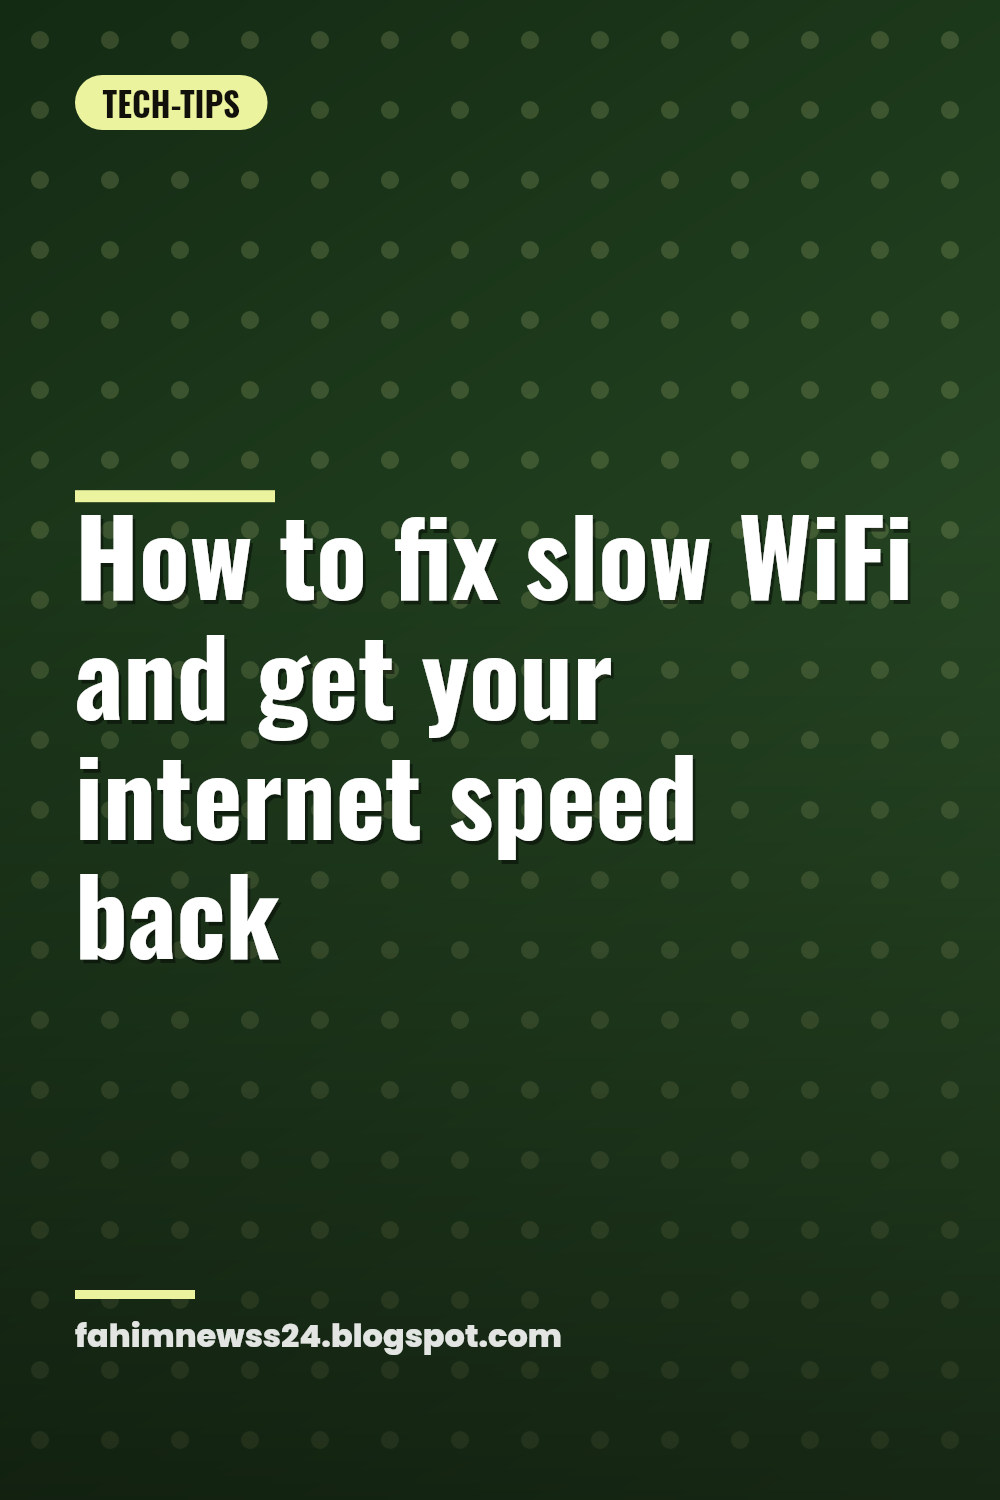 TECH-TIPS
How to fix slow WiFi
and get your
internet speed
back
fahimnewss24.blogspot.com